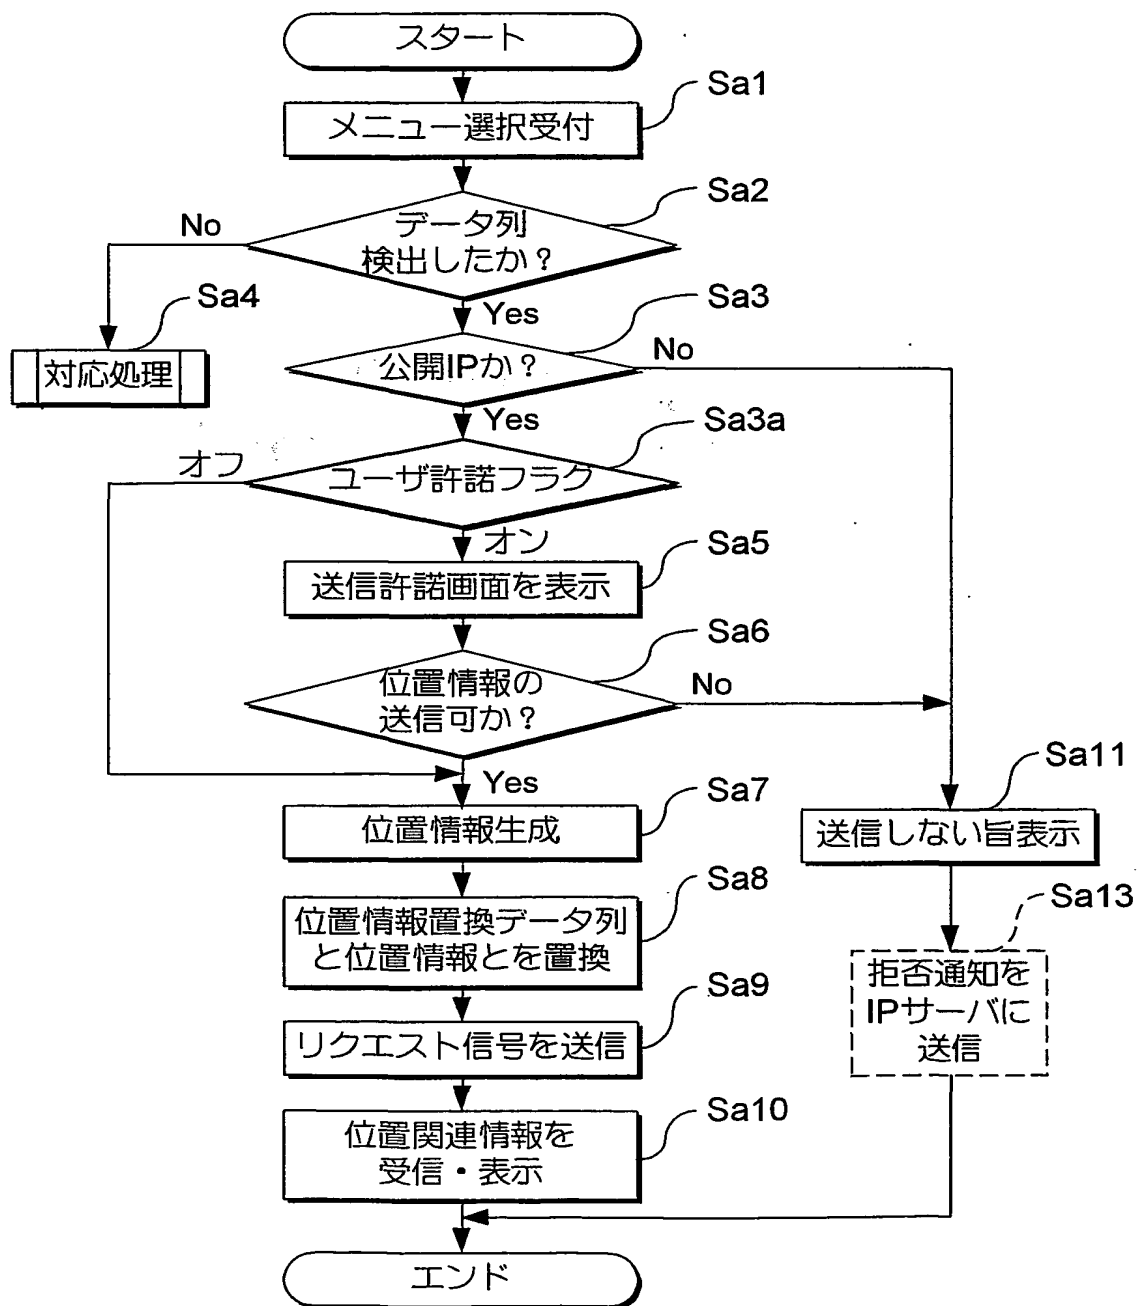 スタート
Sa1
メニュー選択受付
Sa2
No
データ列
検出したか?
Sa4
Yes
Sa3
対応処理
公開IPか?
No
Yes
Sa3a
オフ
ユーザ許諾フラク
オン
Sa5
送信許諾画面を表示
Sa6
位置情報の
送信可か?
No
Yes
Sa7
Sa11
位置情報生成
送信しない旨表示
Sa8
Sa13
位置情報置換データ列
と位置情報とを置換
拒否通知を
IPサーバに
送信
Sa9
リクエスト信号を送信
Sa10
位置関連情報を
受信・表示
エンド